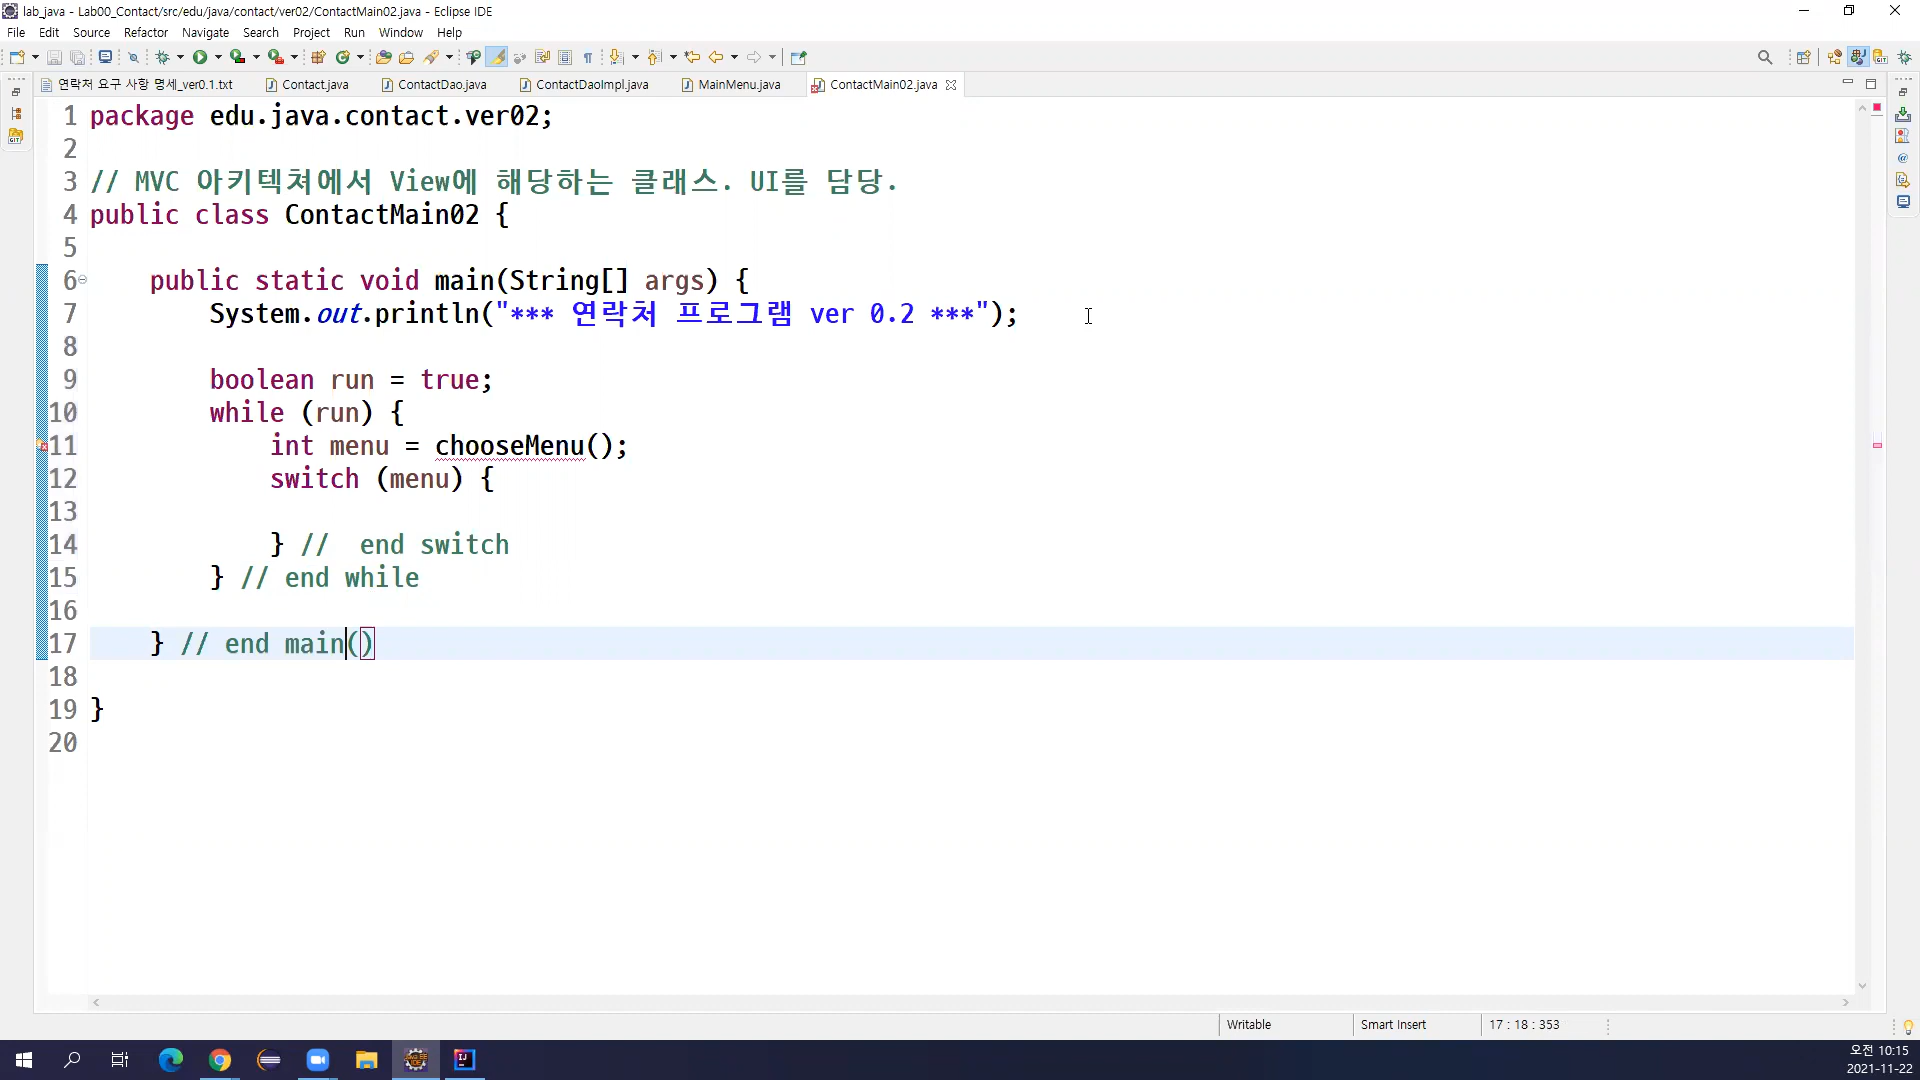 lab_java - Lab00_Contact/src/edu/java/contact/ver02/ContactMain02.java - Eclipse IDE
File Edit Source Refactor Navigate Search Project Run Window Help
연락처 요구 사항 명세_ver0.1.txt Contact.java ContactDao.java ContactDaoImpl.java MainMenu.java ContactMain02.java
1 package edu.java.contact.ver02;
2
3 // MVC 아키텍쳐에서 View에 해당하는 클래스. UI를 담당.
4 public class ContactMain02 {
5
6 public static void main(String[] args) {
7 System.out.println("*** 연락처 프로그램 ver 0.2 ***");
8
9 boolean run = true;
10 while (run) {
11 int menu = chooseMenu();
12 switch (menu) {
13
14 } //  end switch
15 } // end while
16
17 } // end main()
18
19 }
20
Writable Smart Insert 17 : 18 : 353
오전 10:15
2021-11-22